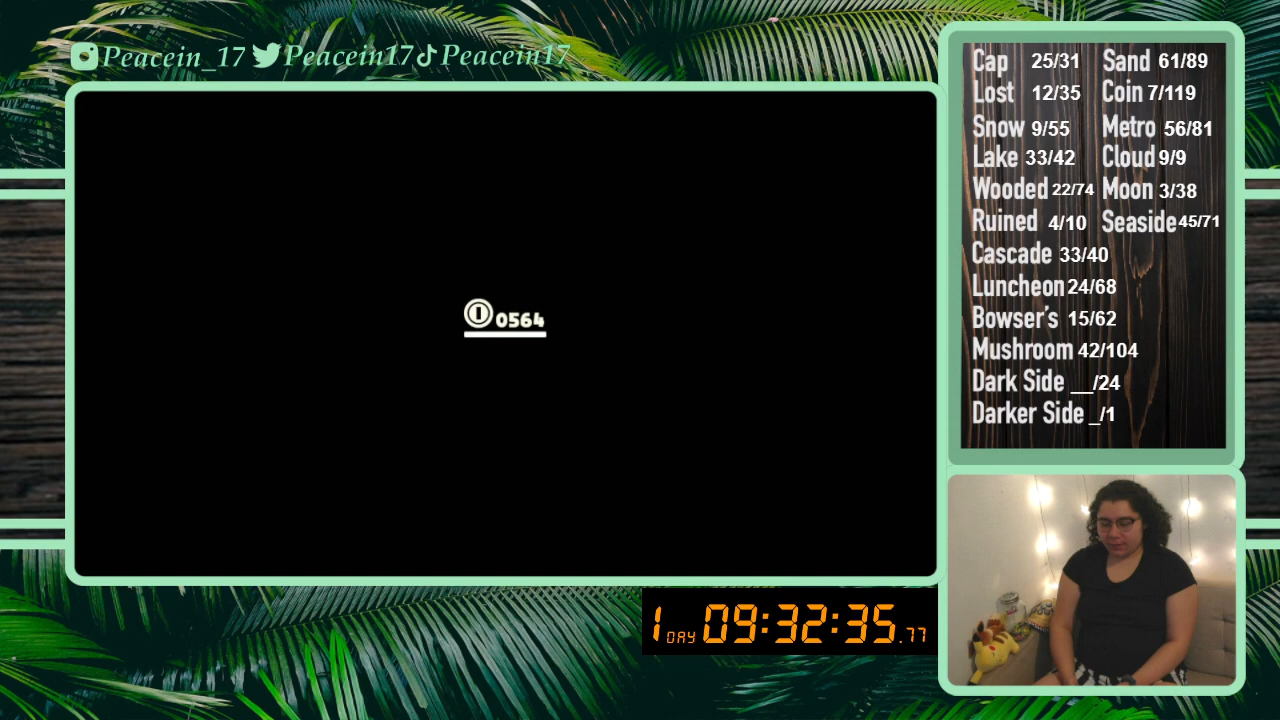 Peacein_17 Peacein17 Peacein17
Cap 25/31 Sand 61/89
Lost 12/35 Coin 7/119
Snow 9/55 Metro 56/81
Lake 33/42 Cloud 9/9
Wooded 22/74 Moon 3/38
Ruined 4/10 Seaside 45/71
Cascade 33/40
Luncheon 24/68
Bowser's 15/62
Mushroom 42/104
Dark Side __/24
Darker Side _/1
0564
1 DAY 09:32:35.77